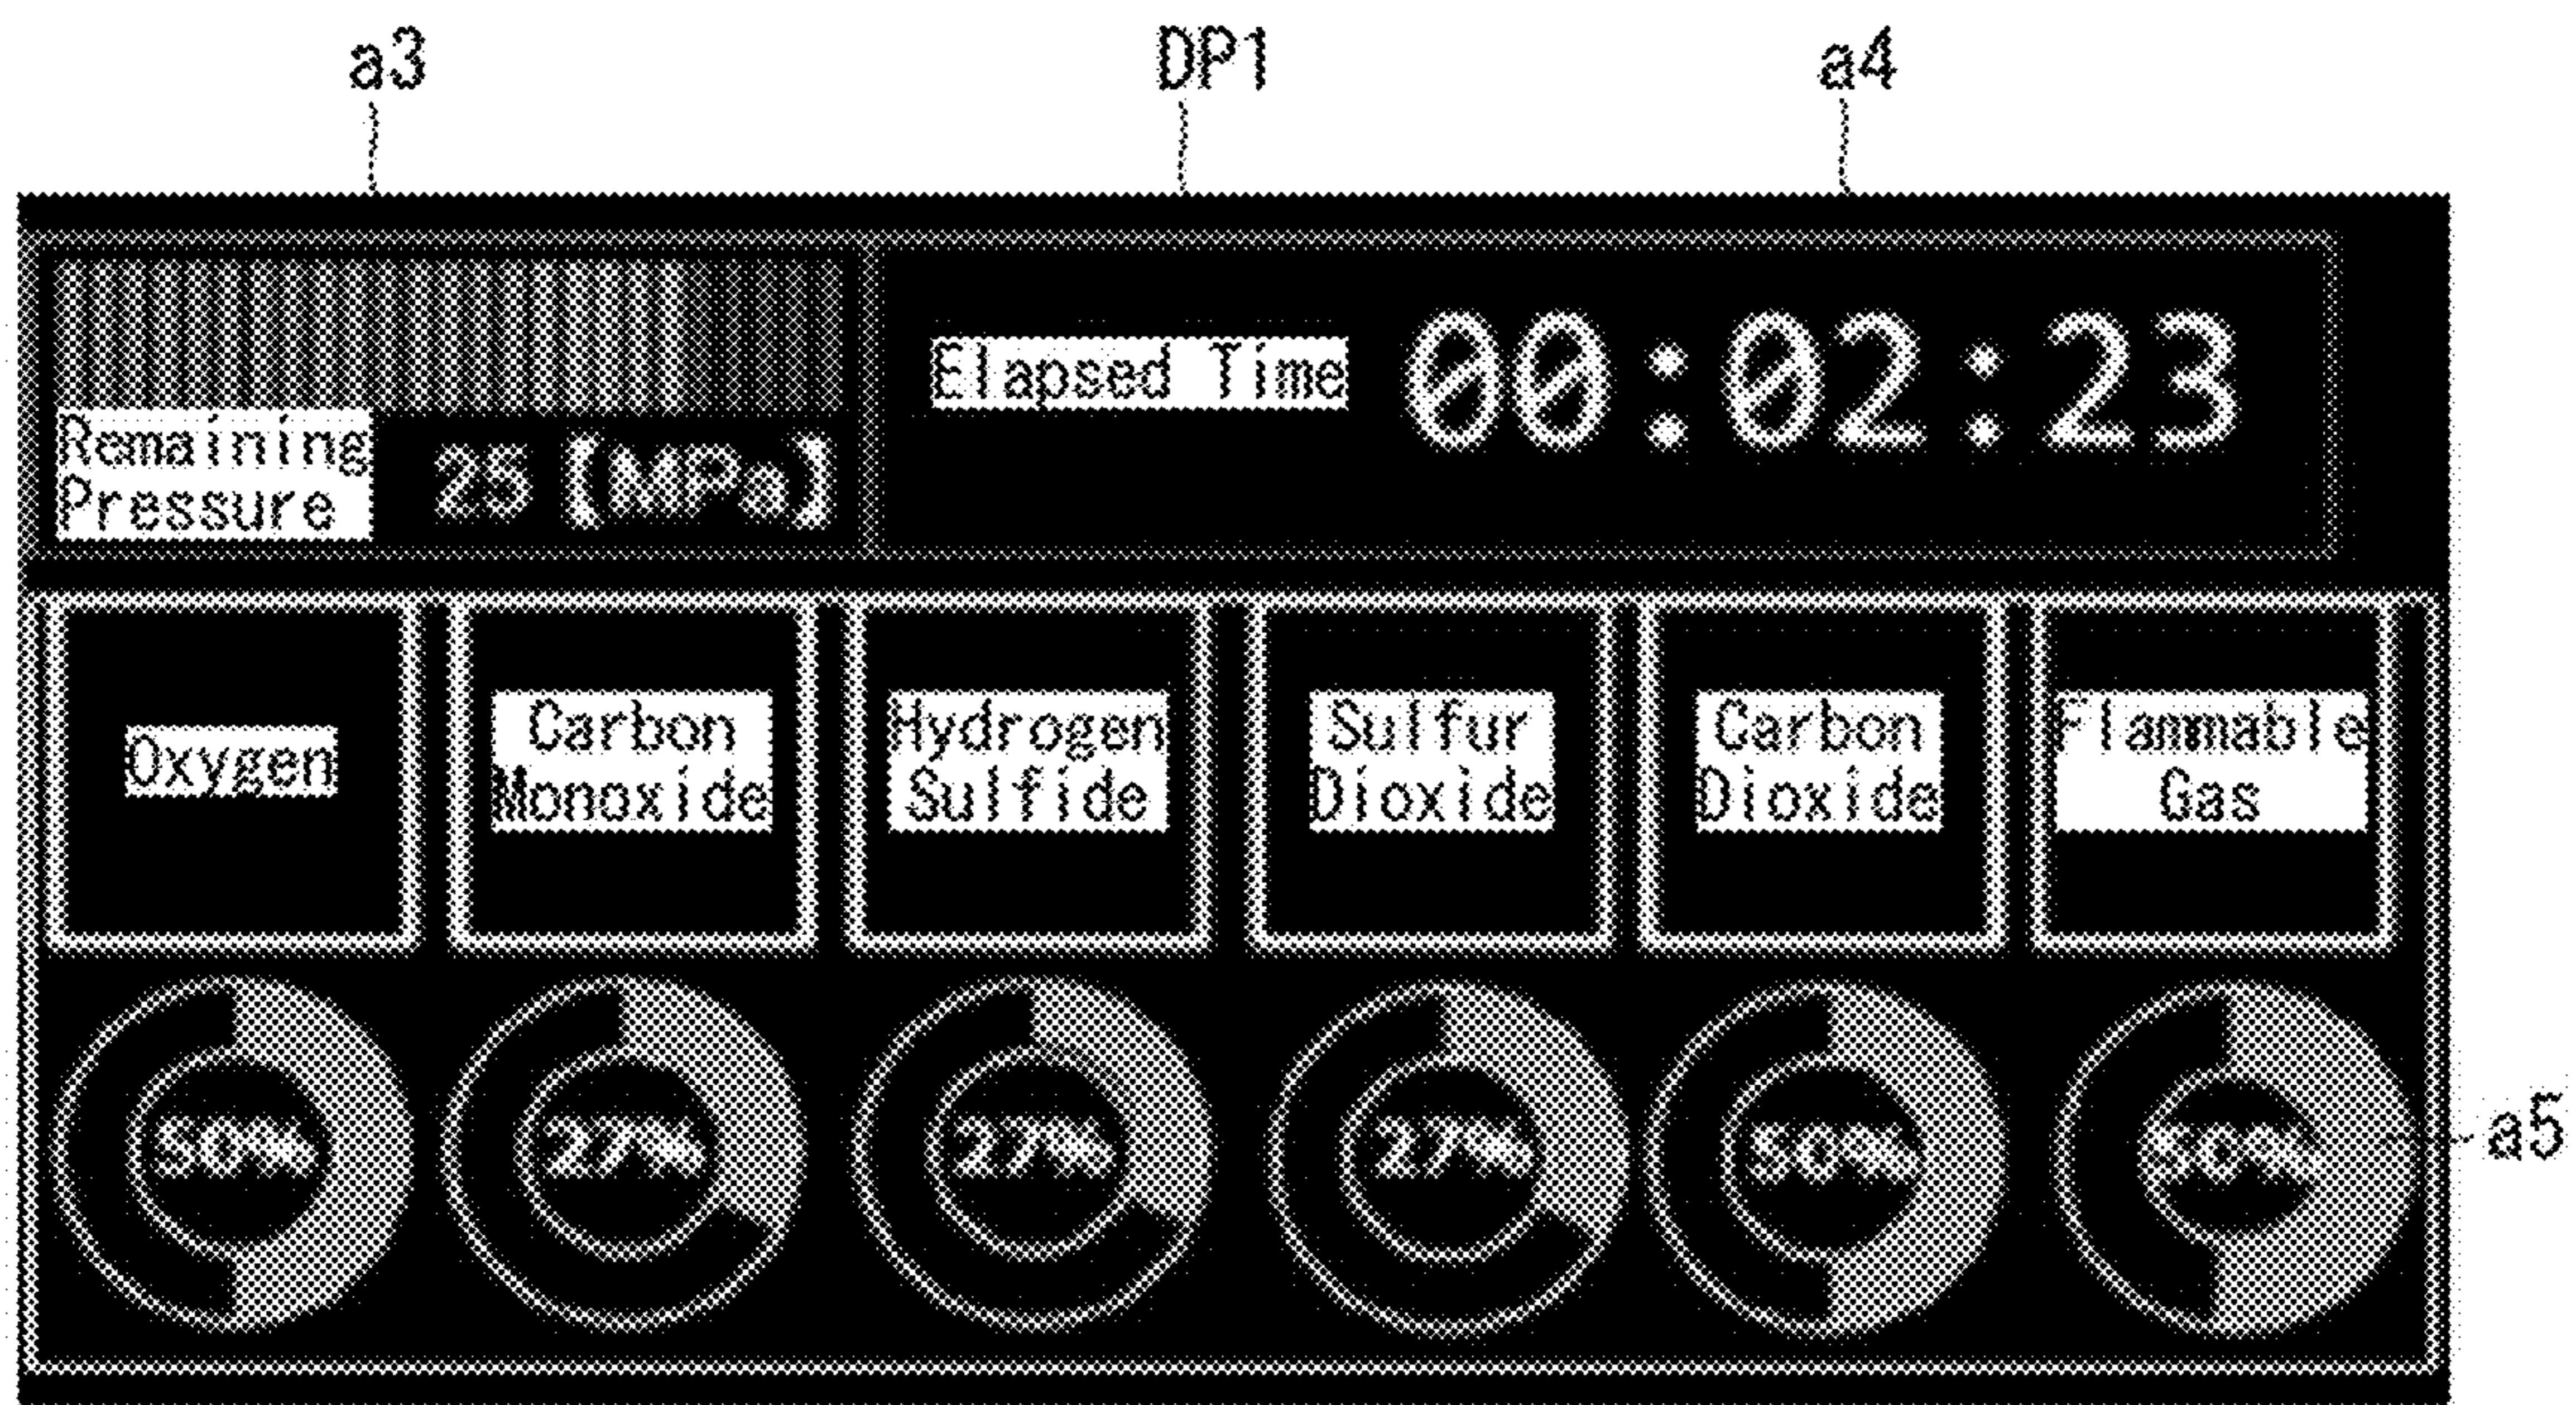 a3 DP1 a4
Elapsed Time 00:02:23
Remaining
Pressure 25 [MPa]
Oxygen
Carbon
Monoxide
Hydrogen
Sulfide
Sulfur
Dioxide
Carbon
Dioxide
Flammable
Gas
50% 27% 27% 27% 50% 50%
a5